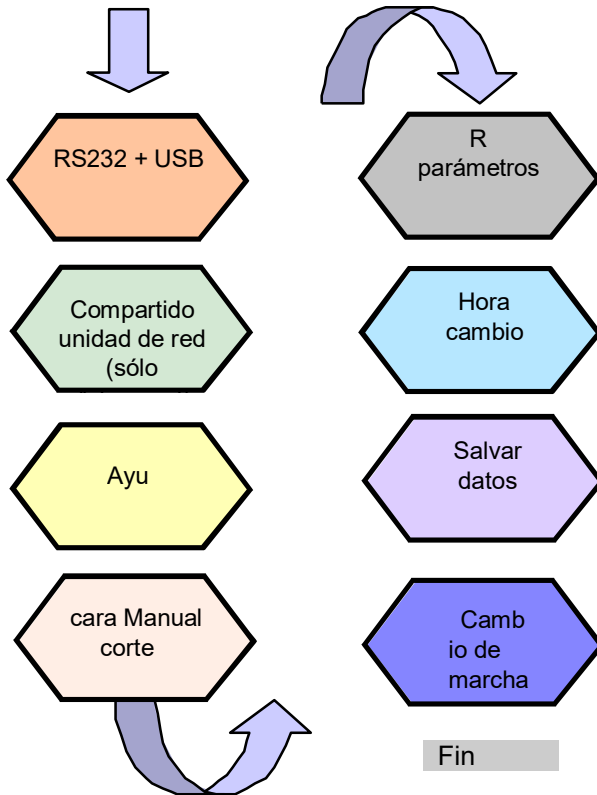 RS232 + USB
Compartido
unidad de red
(sólo
Ayu
cara Manual
corte
R
parámetros
Hora
cambio
Salvar
datos
Camb
io de
marcha
Fin